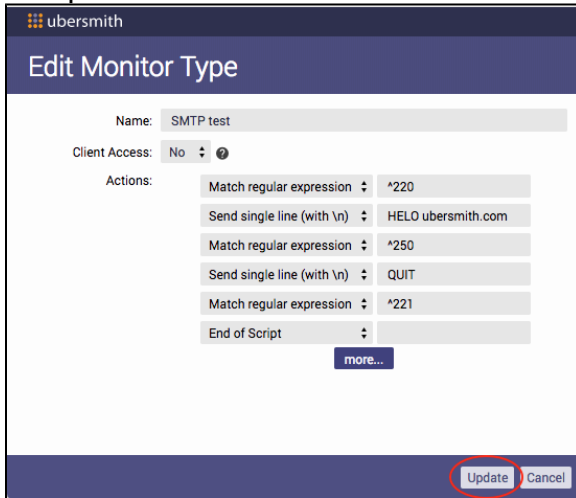 ubersmith
Edit Monitor Type
Name: SMTP test
Client Access: No ?
Actions:
Match regular expression ^220
Send single line (with \n) HELO ubersmith.com
Match regular expression ^250
Send single line (with \n) QUIT
Match regular expression ^221
End of Script
more...
Update Cancel